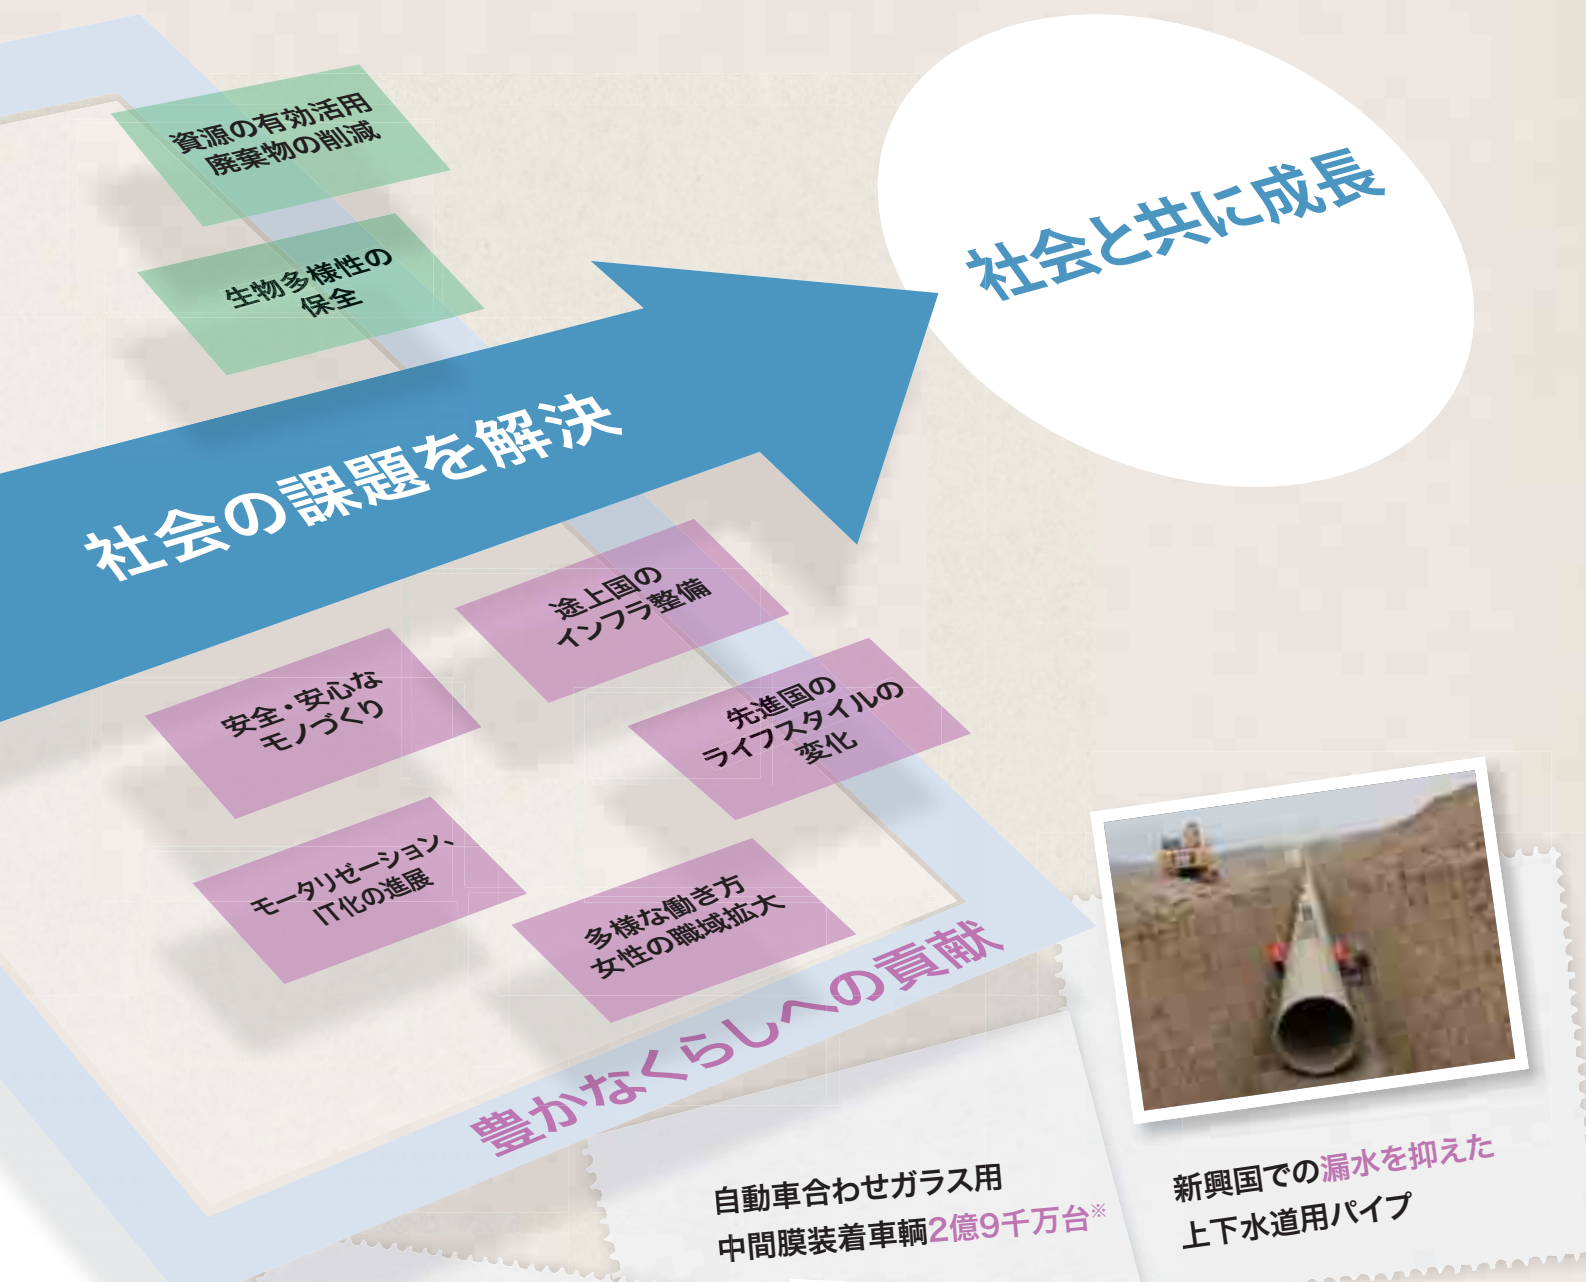 資源の有効活用
廃棄物の削減
生物多様性の
保全
社会と共に成長
社会の課題を解決
途上国の
インフラ整備
安全・安心な
モノづくり
先進国の
ライフスタイルの
変化
モータリゼーション、
IT化の進展
多様な働き方
女性の職域拡大
豊かなくらしへの貢献
自動車合わせガラス用
中間膜装着車輌2億9千万台※
新興国での漏水を抑えた
上下水道用パイプ